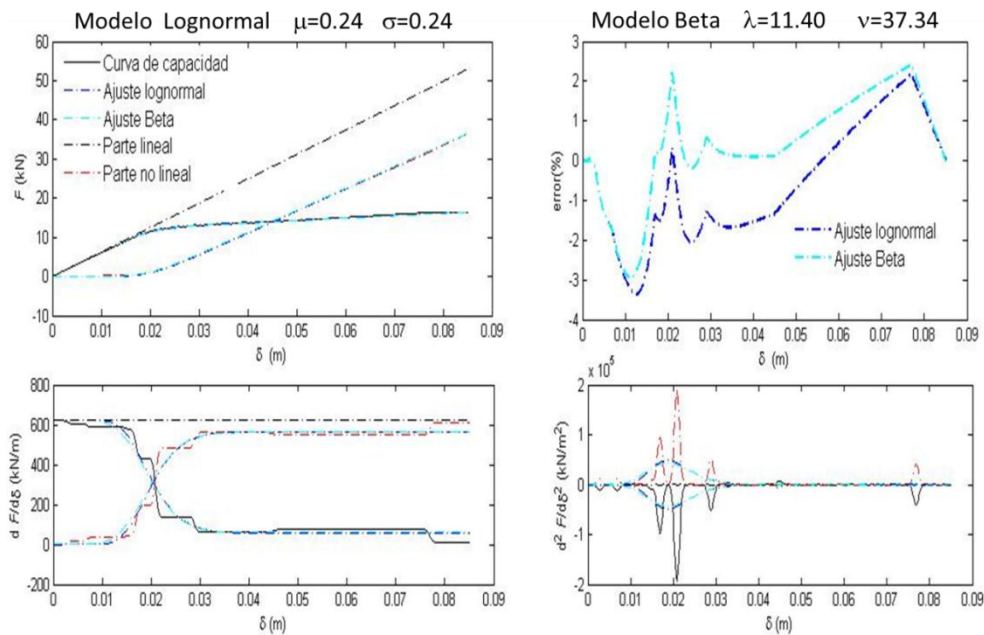 Modelo Lognormal μ=0.24 σ=0.24
Modelo Beta λ=11.40 ν=37.34
60
50
40
30
20
10
0
-10
F (kN)
Curva de capacidad
Ajuste lognormal
Ajuste Beta
Parte lineal
Parte no lineal
0 0.01 0.02 0.03 0.04 0.05 0.06 0.07 0.08 0.09
δ (m)
3
2
1
0
-1
-2
-3
-4
error(%)
Ajuste lognormal
Ajuste Beta
0 0.01 0.02 0.03 0.04 0.05 0.06 0.07 0.08 0.09
δ (m)
800
600
400
200
0
-200
d F/dδ (kN/m)
0 0.01 0.02 0.03 0.04 0.05 0.06 0.07 0.08 0.09
δ (m)
x 10⁵
2
1
0
-1
-2
d² F/dδ² (kN/m²)
0 0.01 0.02 0.03 0.04 0.05 0.06 0.07 0.08 0.09
δ (m)